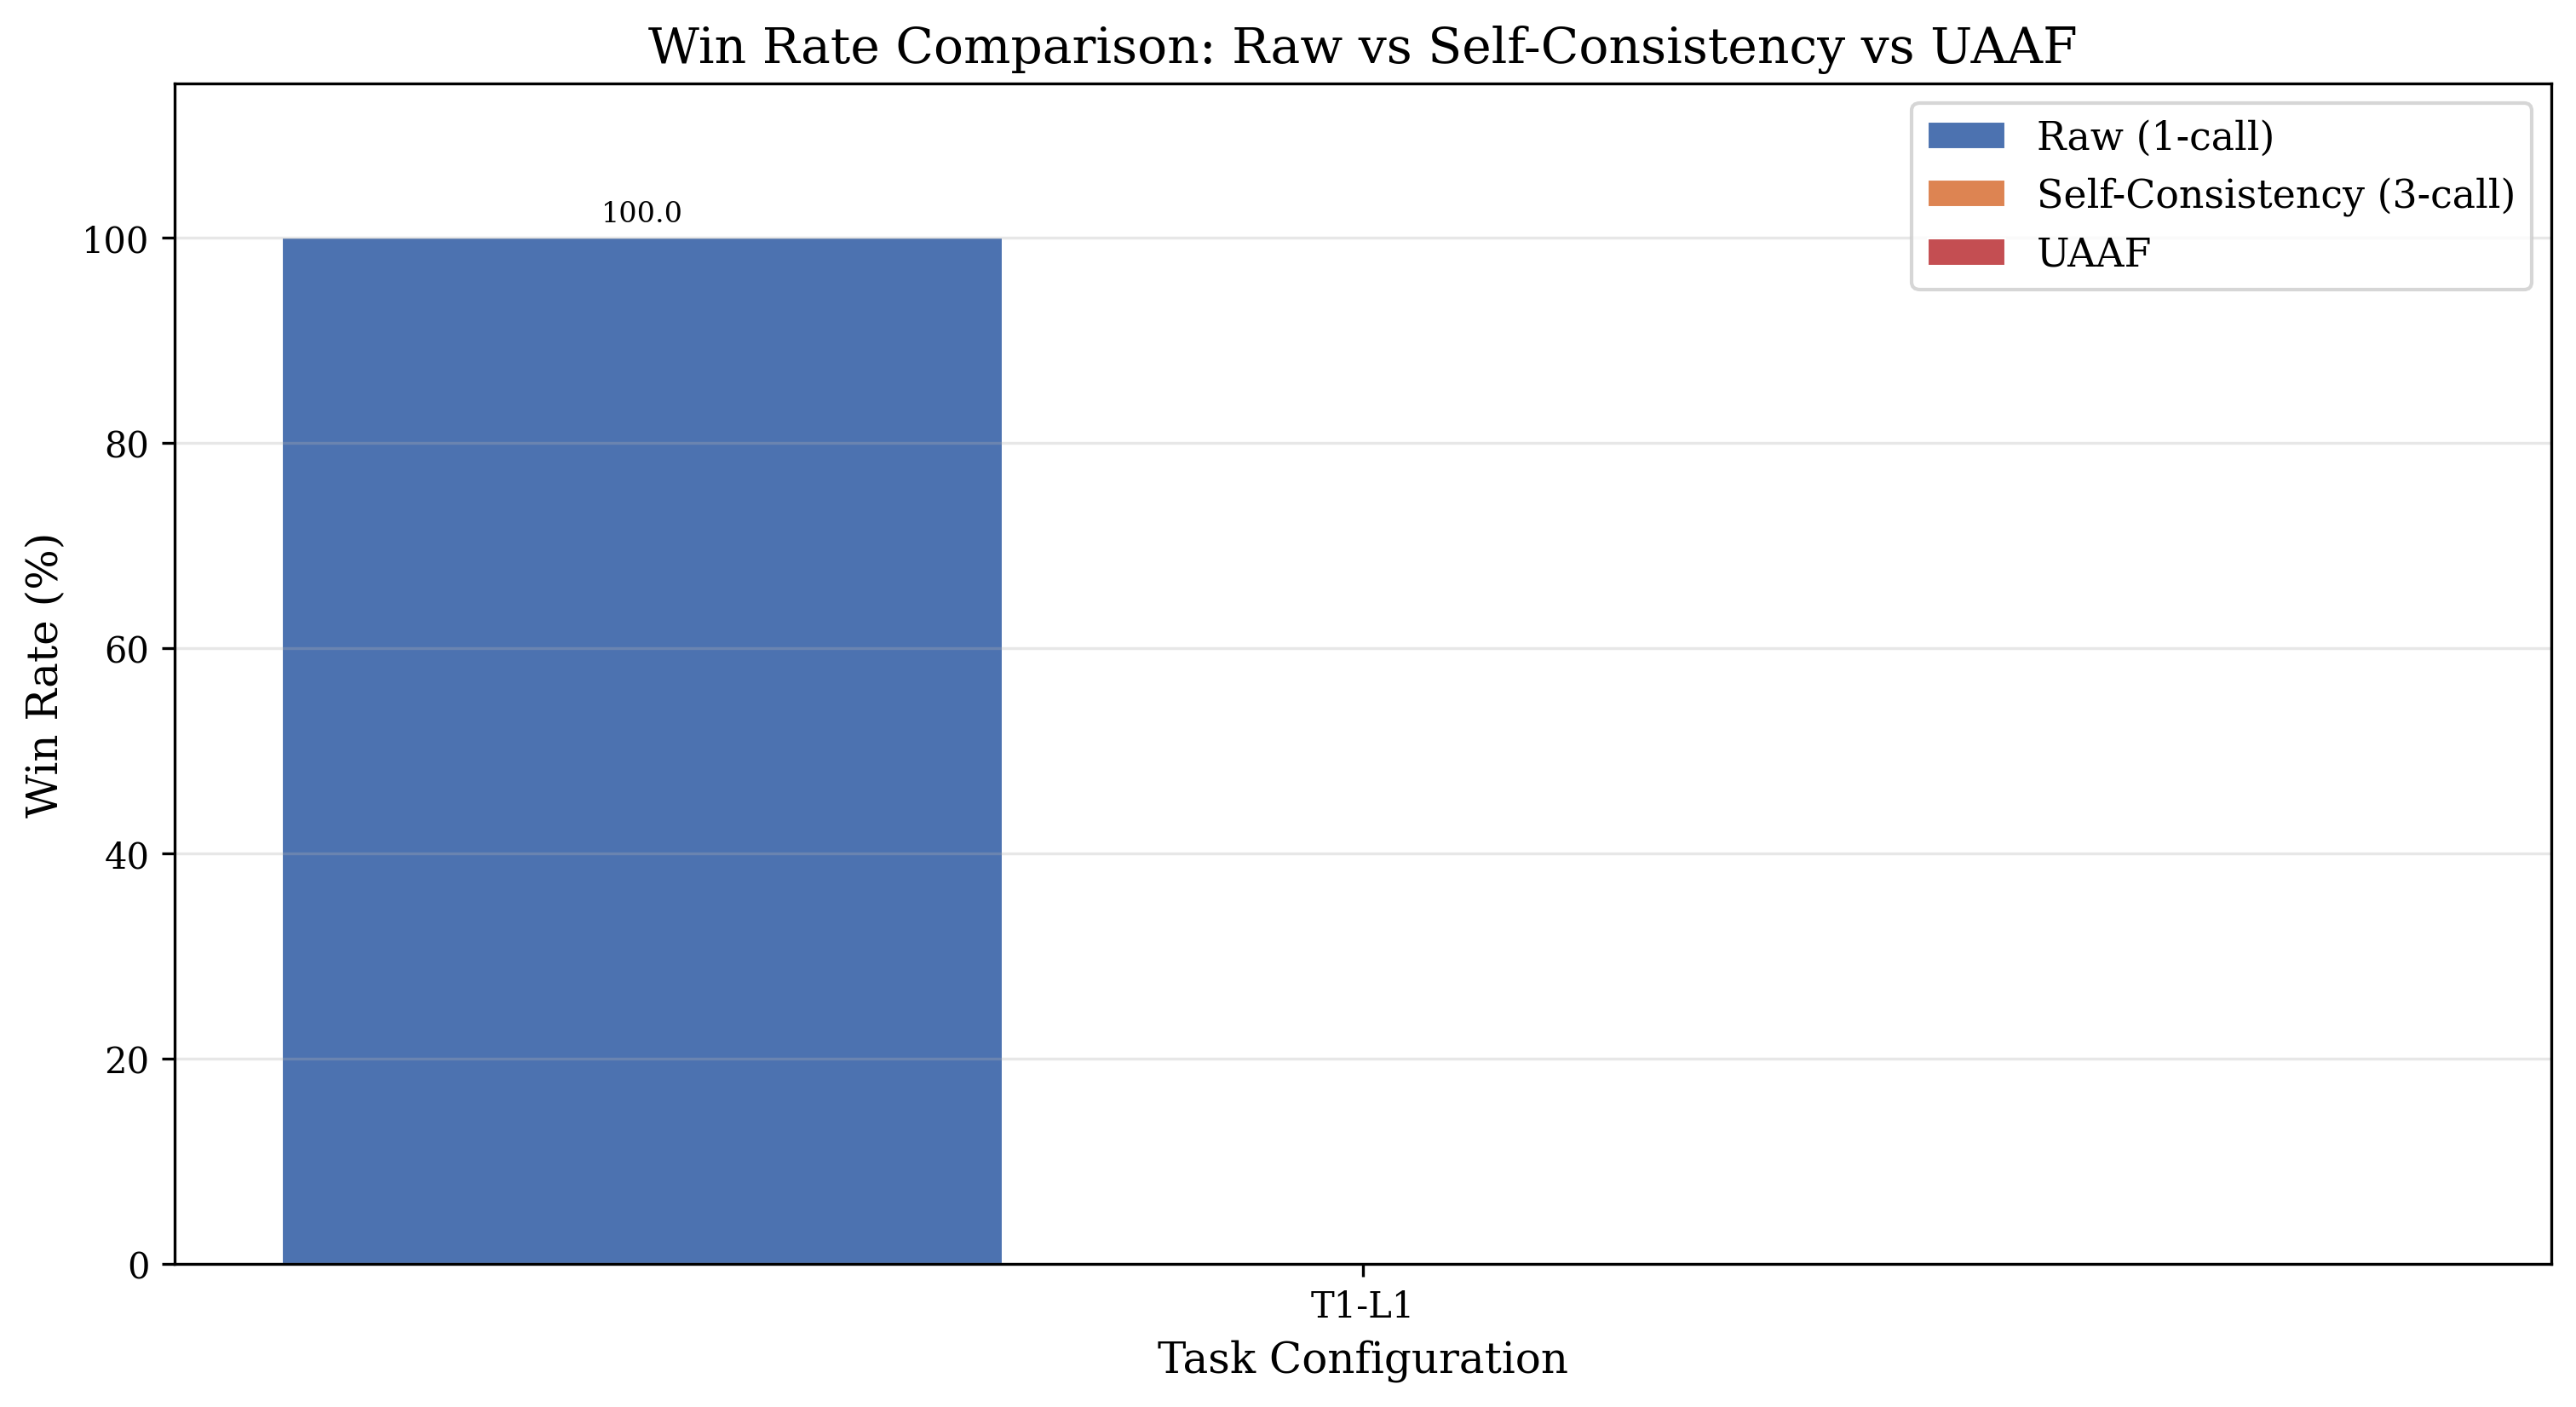 Win Rate Comparison: Raw vs Self-Consistency vs UAAF
Raw (1-call)
Self-Consistency (3-call)
UAAF
100.0
100
80
60
40
20
0
Win Rate (%)
T1-L1
Task Configuration